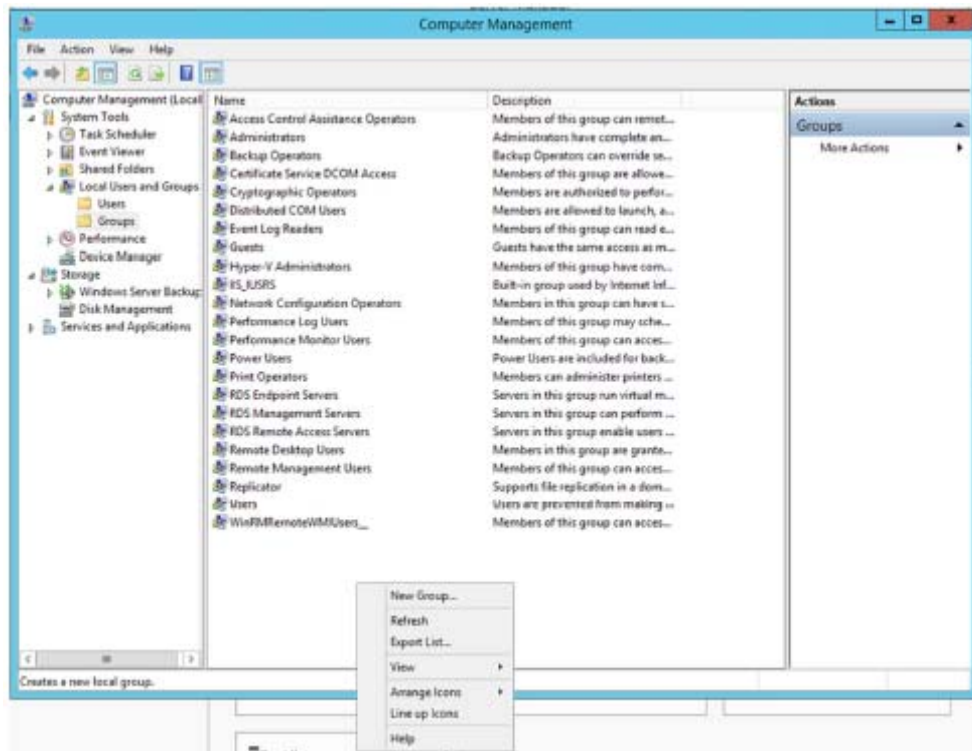 Computer Management
File Action View Help
Computer Management (Local
System Tools
Task Scheduler
Event Viewer
Shared Folders
Local Users and Groups
Users
Groups
Performance
Device Manager
Storage
Windows Server Backup
Disk Management
Services and Applications
Name Description
Access Control Assistance Operators Members of this group can remot...
Administrators Administrators have complete an...
Backup Operators Backup Operators can override se...
Certificate Service DCOM Access Members of this group are allowe...
Cryptographic Operators Members are authorized to perfor...
Distributed COM Users Members are allowed to launch, a...
Event Log Readers Members of this group can read e...
Guests Guests have the same access as m...
Hyper-V Administrators Members of this group have com...
IIS_IUSRS Built-in group used by Internet Inf...
Network Configuration Operators Members in this group can have s...
Performance Log Users Members of this group may sche...
Performance Monitor Users Members of this group can acces...
Power Users Power Users are included for back...
Print Operators Members can administer printers ...
RDS Endpoint Servers Servers in this group run virtual m...
RDS Management Servers Servers in this group can perform ...
RDS Remote Access Servers Servers in this group enable users ...
Remote Desktop Users Members in this group are grante...
Remote Management Users Members of this group can acces...
Replicator Supports file replication in a dom...
Users Users are prevented from making ...
WinRMRemoteWMIUsers__ Members of this group can acces...
Actions
Groups
More Actions
New Group...
Refresh
Export List...
View
Arrange Icons
Line up Icons
Help
Creates a new local group.